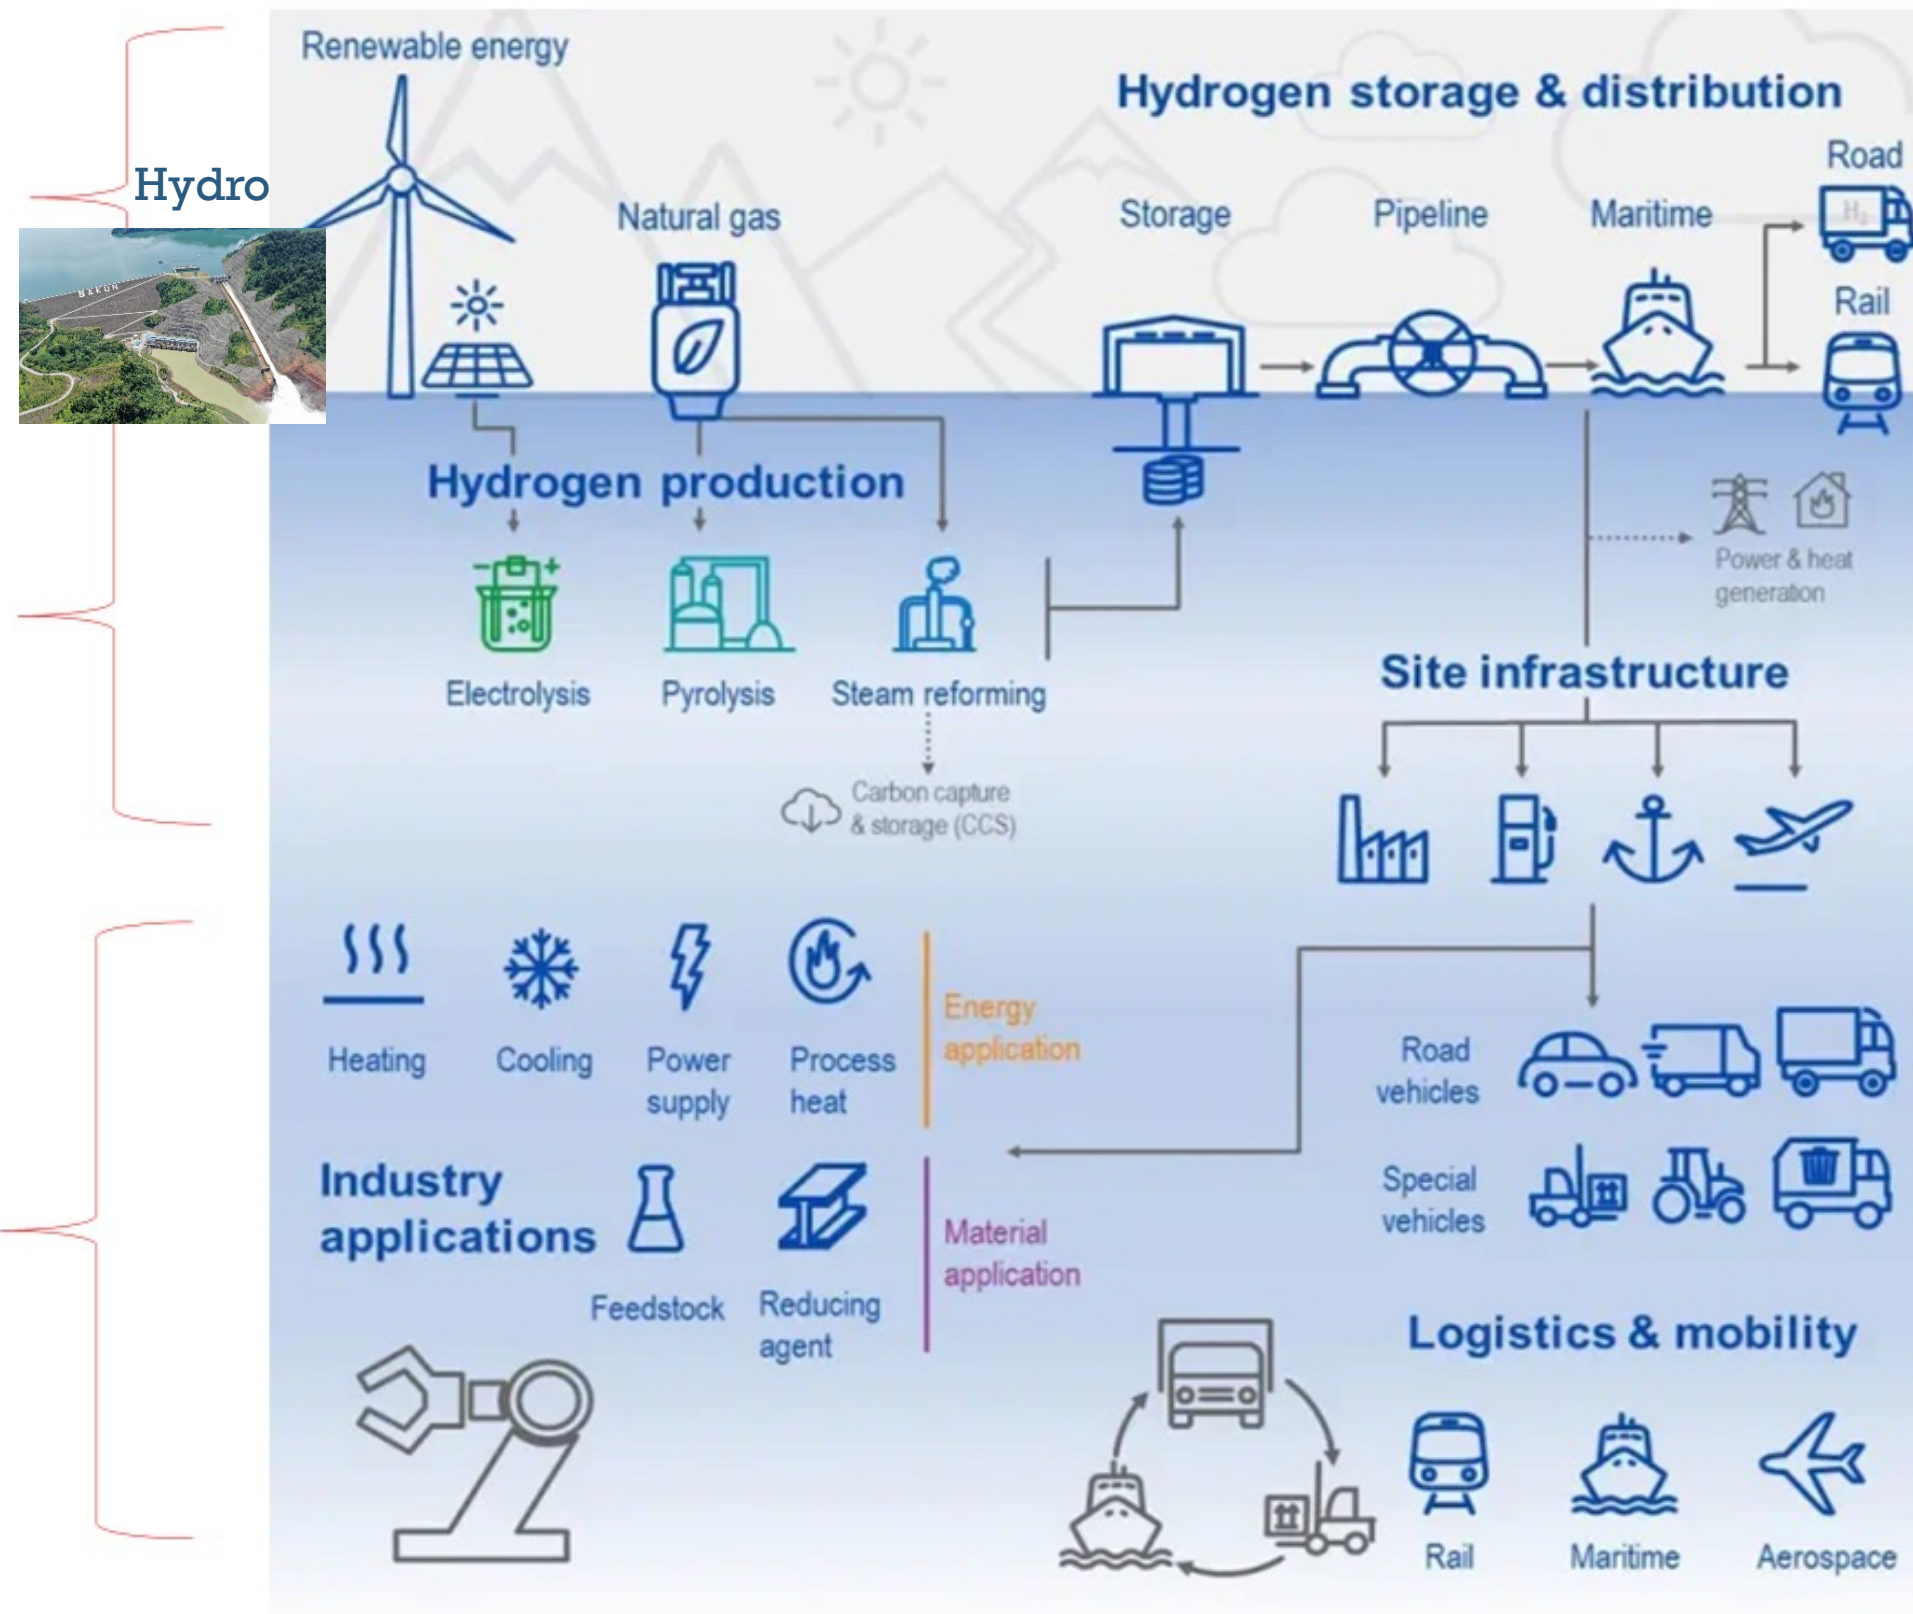 Renewable energy
Hydrogen storage & distribution
Road
Hydro
Natural gas
Storage
Pipeline
Maritime
H₂
Rail
BAKUN
Hydrogen production
Power & heat
generation
Electrolysis
Pyrolysis
Steam reforming
Site infrastructure
Carbon capture
& storage (CCS)
Heating
Cooling
Power
supply
Process
heat
Energy
application
Road
vehicles
Industry
applications
Feedstock
Reducing
agent
Material
application
Special
vehicles
Logistics & mobility
Rail
Maritime
Aerospace